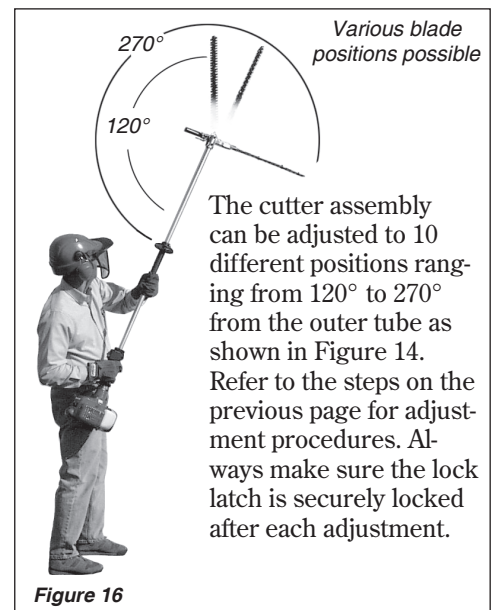 Various blade
positions possible
270°
120°
The cutter assembly
can be adjusted to 10
different positions rang-
ing from 120° to 270°
from the outer tube as
shown in Figure 14.
Refer to the steps on the
previous page for adjust-
ment procedures. Al-
ways make sure the lock
latch is securely locked
after each adjustment.
Figure 16